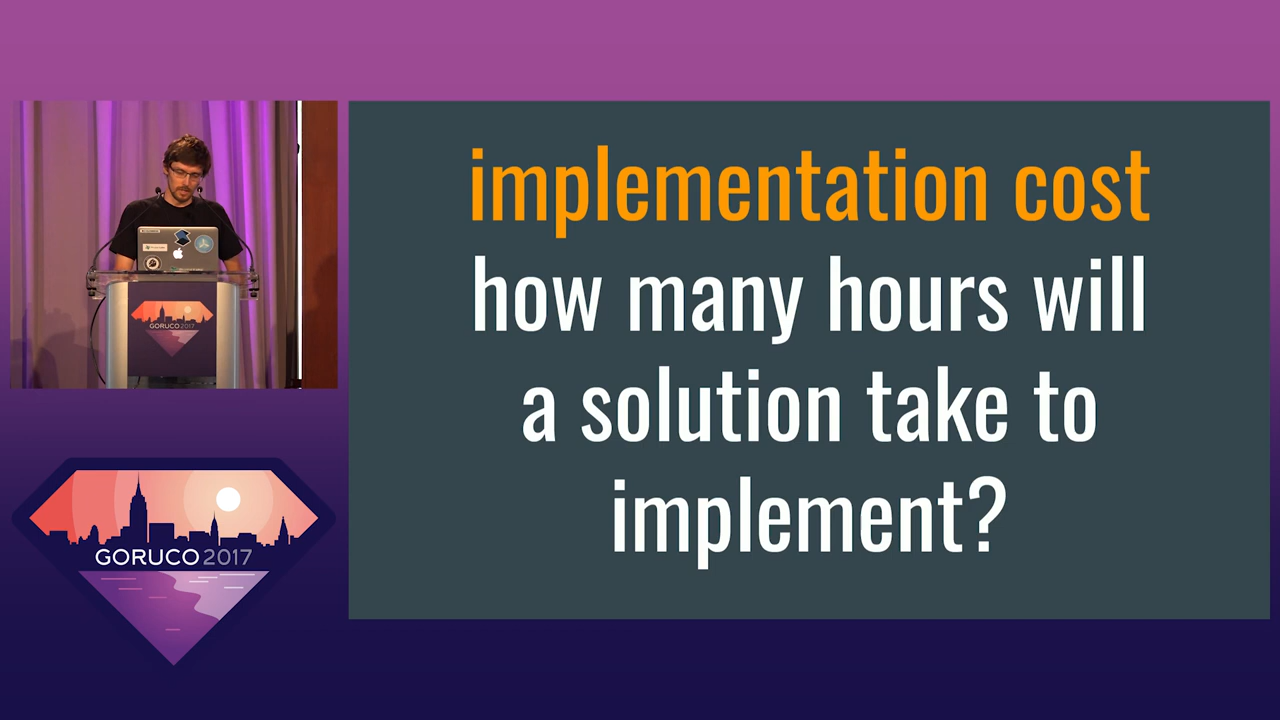 implementation cost
how many hours will
a solution take to
implement?
GORUCO 2017
GORUCO 2017